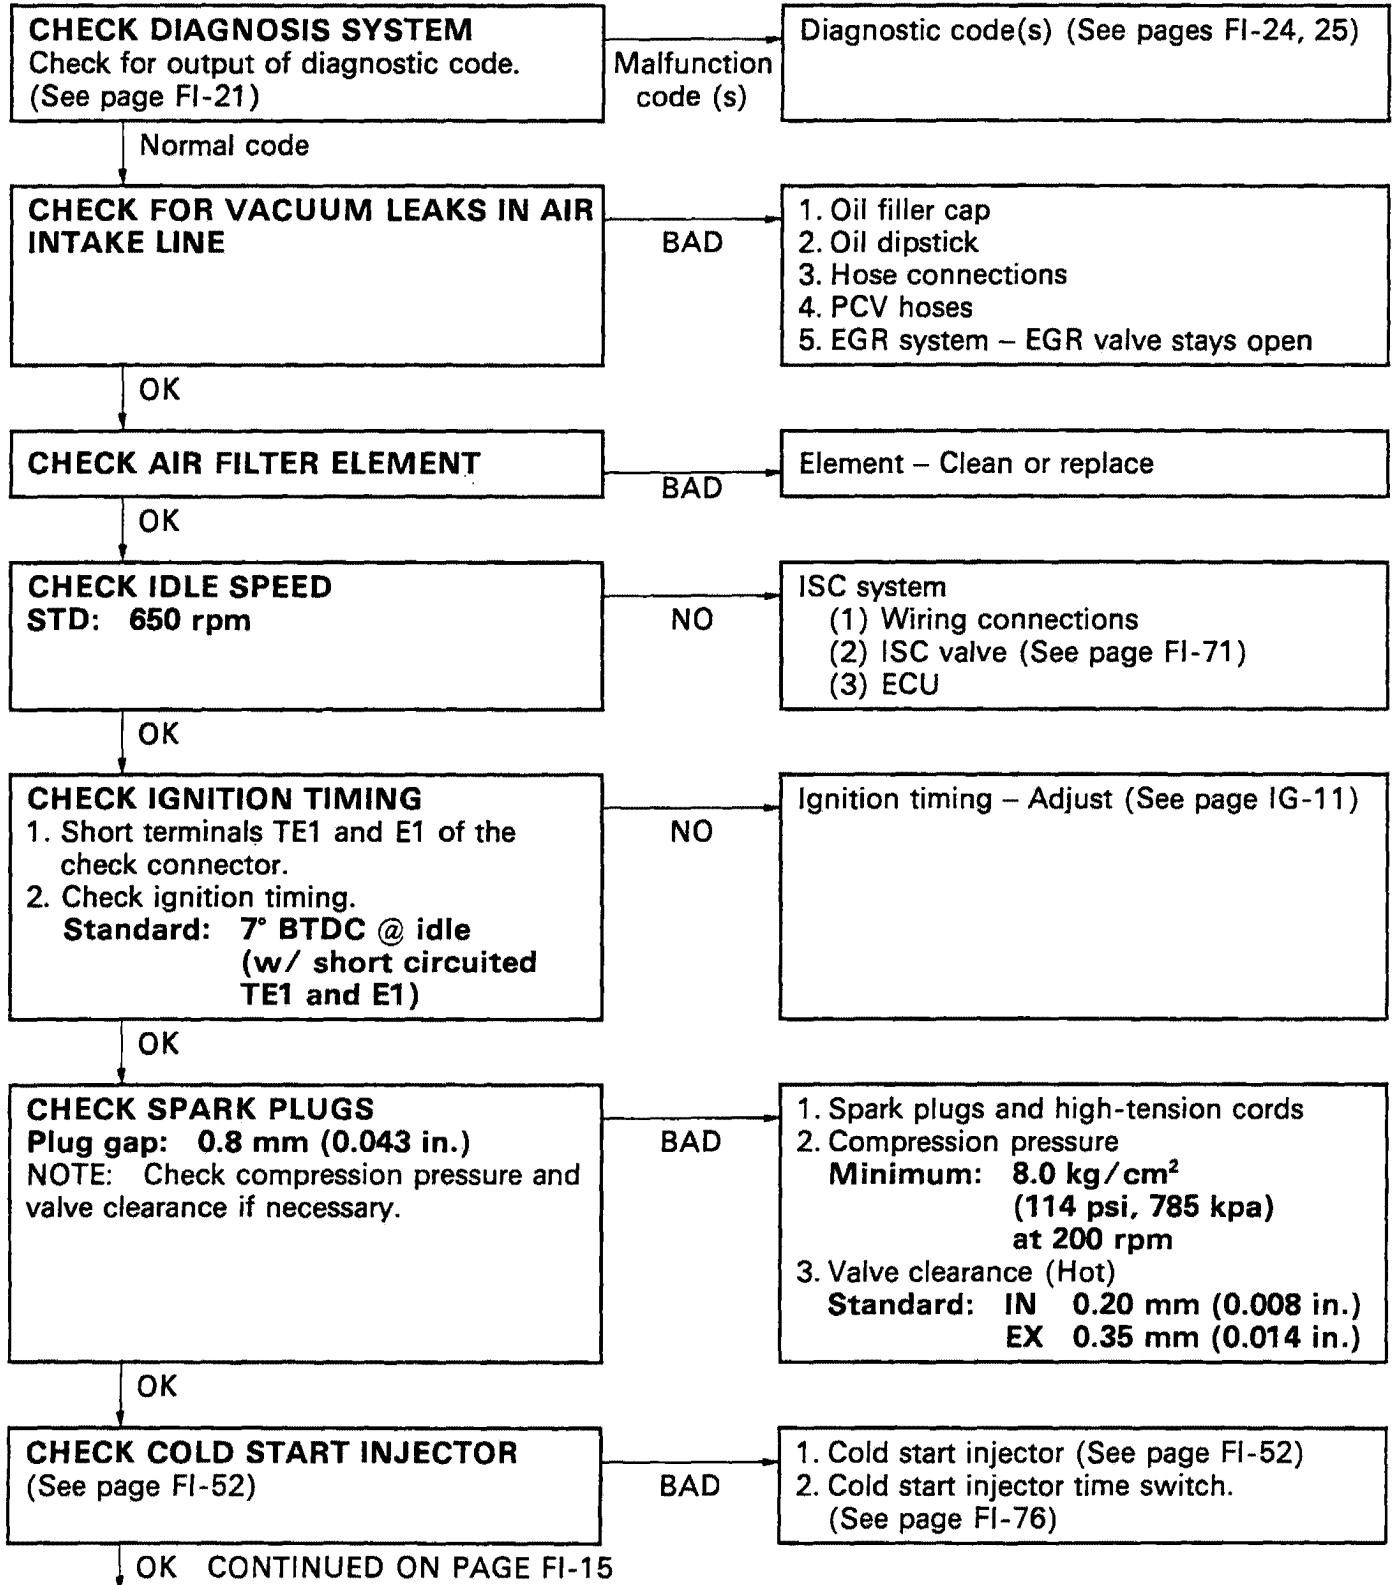 CHECK DIAGNOSIS SYSTEM
Check for output of diagnostic code.
(See page FI-21)
Malfunction
code (s)
Diagnostic code(s) (See pages FI-24, 25)
Normal code
CHECK FOR VACUUM LEAKS IN AIR
INTAKE LINE
BAD
1. Oil filler cap
2. Oil dipstick
3. Hose connections
4. PCV hoses
5. EGR system – EGR valve stays open
OK
CHECK AIR FILTER ELEMENT
BAD
Element – Clean or replace
OK
CHECK IDLE SPEED
STD: 650 rpm
NO
ISC system
(1) Wiring connections
(2) ISC valve (See page FI-71)
(3) ECU
OK
CHECK IGNITION TIMING
1. Short terminals TE1 and E1 of the
check connector.
2. Check ignition timing.
Standard: 7° BTDC @ idle
(w/ short circuited
TE1 and E1)
NO
Ignition timing – Adjust (See page IG-11)
OK
CHECK SPARK PLUGS
Plug gap: 0.8 mm (0.043 in.)
NOTE: Check compression pressure and
valve clearance if necessary.
BAD
1. Spark plugs and high-tension cords
2. Compression pressure
Minimum: 8.0 kg/cm²
(114 psi, 785 kpa)
at 200 rpm
3. Valve clearance (Hot)
Standard: IN 0.20 mm (0.008 in.)
EX 0.35 mm (0.014 in.)
OK
CHECK COLD START INJECTOR
(See page FI-52)
BAD
1. Cold start injector (See page FI-52)
2. Cold start injector time switch.
(See page FI-76)
OK CONTINUED ON PAGE FI-15